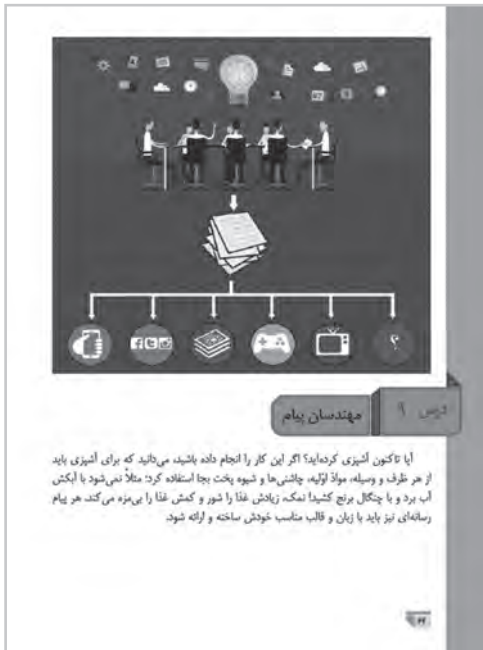 ؟
درس ۹
مهندسان پیام
آیا تاکنون آشپزی کرده‌اید؟ اگر این کار را انجام داده باشید، می‌دانید که برای آشپزی باید
از هر ظرف و وسیله، موادّ اوّلیه، چاشنی‌ها و شیوه پخت بجا استفاده کرد؛ مثلاً نمی‌شود با آبکش
آب برد و با چنگال برنج کشید! نمک، زیادش غذا را شور و کمش غذا را بی‌مزه می‌کند. هر پیام
رسانه‌ای نیز باید با زبان و قالب مناسب خودش ساخته و ارائه شود.